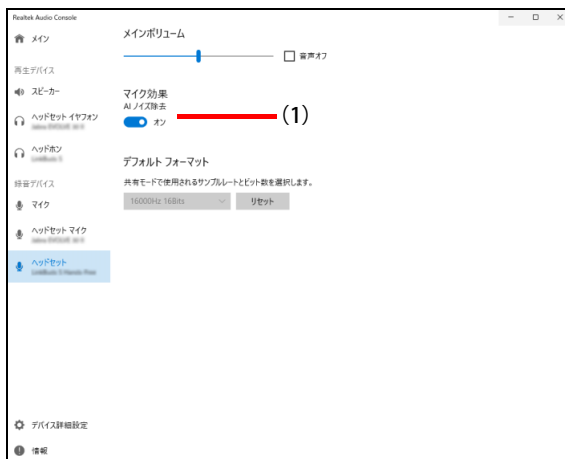 Realtek Audio Console
メイン
再生デバイス
スピーカー
ヘッドセット イヤフォン
ヘッドホン
録音デバイス
マイク
ヘッドセット マイク
ヘッドセット
デバイス詳細設定
情報
メインボリューム
音声オフ
マイク効果
AI ノイズ除去
オン
(1)
デフォルト フォーマット
共有モードで使用されるサンプルレートとビット数を選択します。
16000Hz 16Bits
リセット